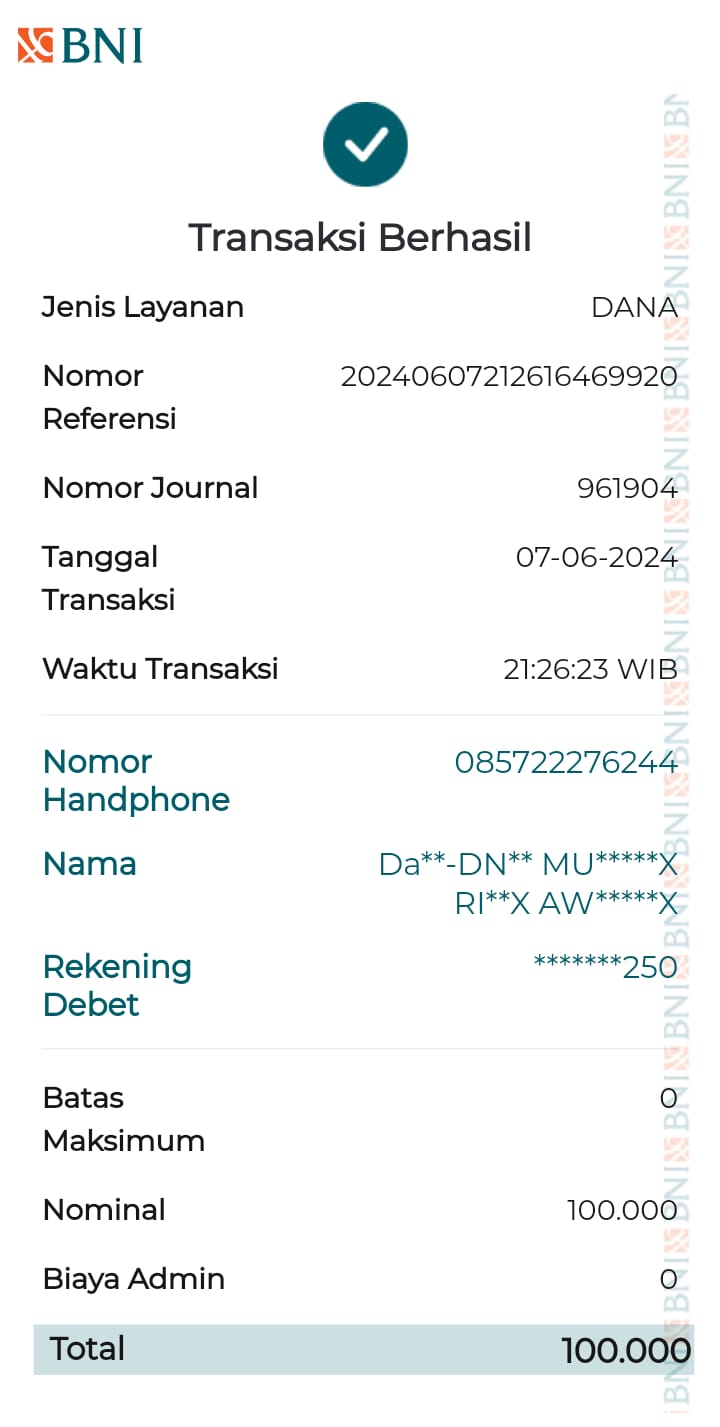 BNI
Transaksi Berhasil
Jenis Layanan DANA
Nomor Referensi 20240607212616469920
Nomor Journal 961904
Tanggal Transaksi 07-06-2024
Waktu Transaksi 21:26:23 WIB
Nomor Handphone 085722276244
Nama Da**-DN** MU*****X
RI**X AW*****X
Rekening Debet *******250
Batas Maksimum 0
Nominal 100.000
Biaya Admin 0
Total 100.000
BNI BNI BNI BNI BNI BNI BNI BNI BNI BNI BNI BNI BNI BNI